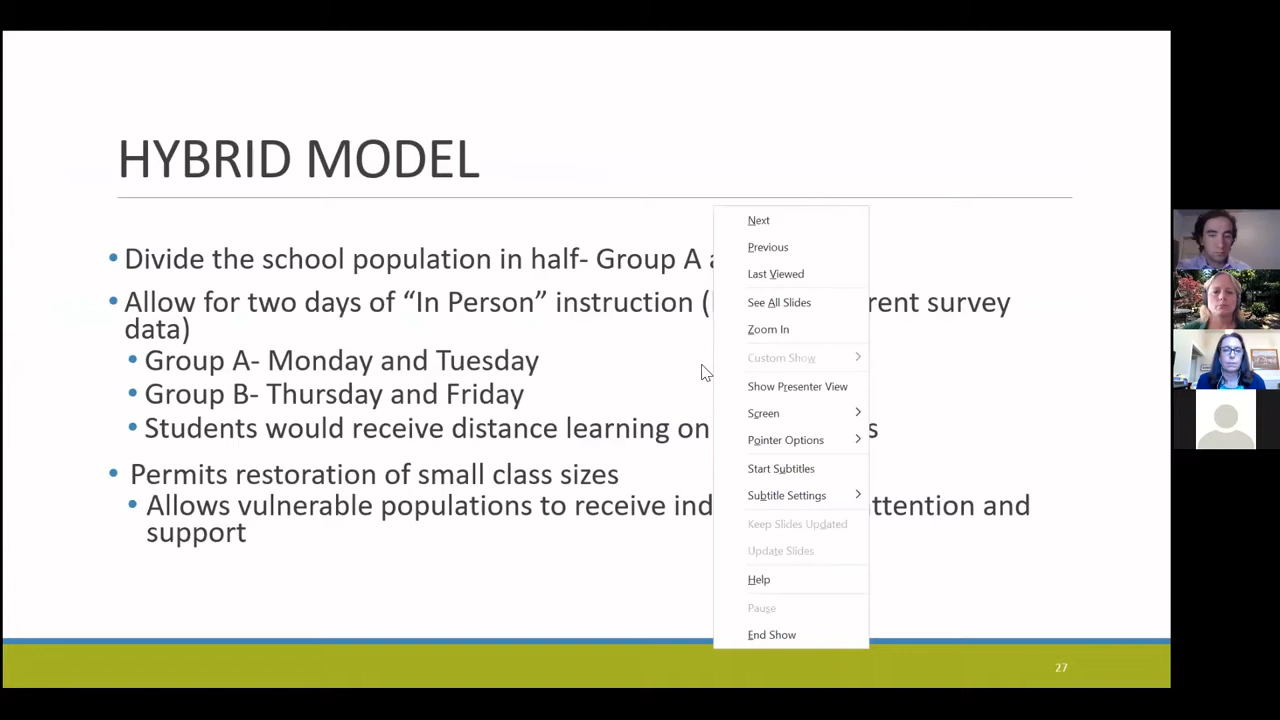 HYBRID MODEL
• Divide the school population in half- Group A
• Allow for two days of “In Person” instruction ( rent survey
data)
• Group A- Monday and Tuesday
• Group B- Thursday and Friday
• Students would receive distance learning on
• Permits restoration of small class sizes
• Allows vulnerable populations to receive ind ttention and
support
Next
Previous
Last Viewed
See All Slides
Zoom In
Custom Show
Show Presenter View
Screen
Pointer Options
Start Subtitles
Subtitle Settings
Keep Slides Updated
Update Slides
Help
Pause
End Show
27